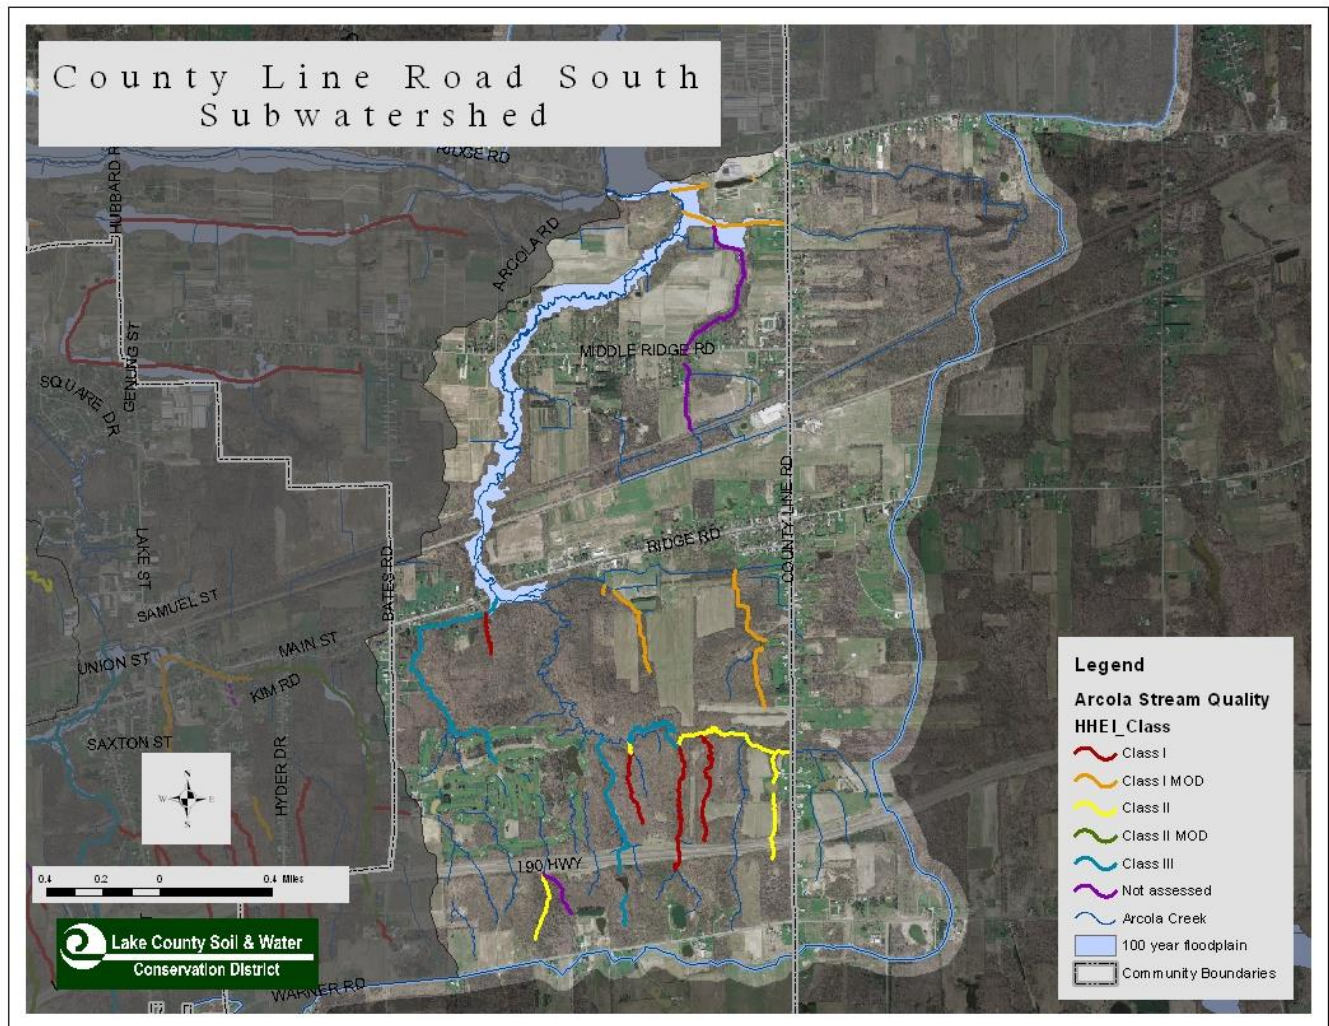 County Line Road South
Subwatershed
RIDGE RD
HUBBARD R
ARCOLA RD
GENUNG ST
SQUARE DR
MIDDLE RIDGE RD
COUNTY LINE RD
RIDGE RD
LAKE ST
BATES RD
SAMUEL ST
MAIN ST
UNION ST
KIM RD
SAXTON ST
HYDER DR
N
W E
S
I 90 HWY
0.4 0.2 0 0.4 Miles
Lake County Soil & Water
Conservation District
WARNER RD
Legend
Arcola Stream Quality
HHEI_Class
Class I
Class I MOD
Class II
Class II MOD
Class III
Not assessed
Arcola Creek
100 year floodplain
Community Boundaries